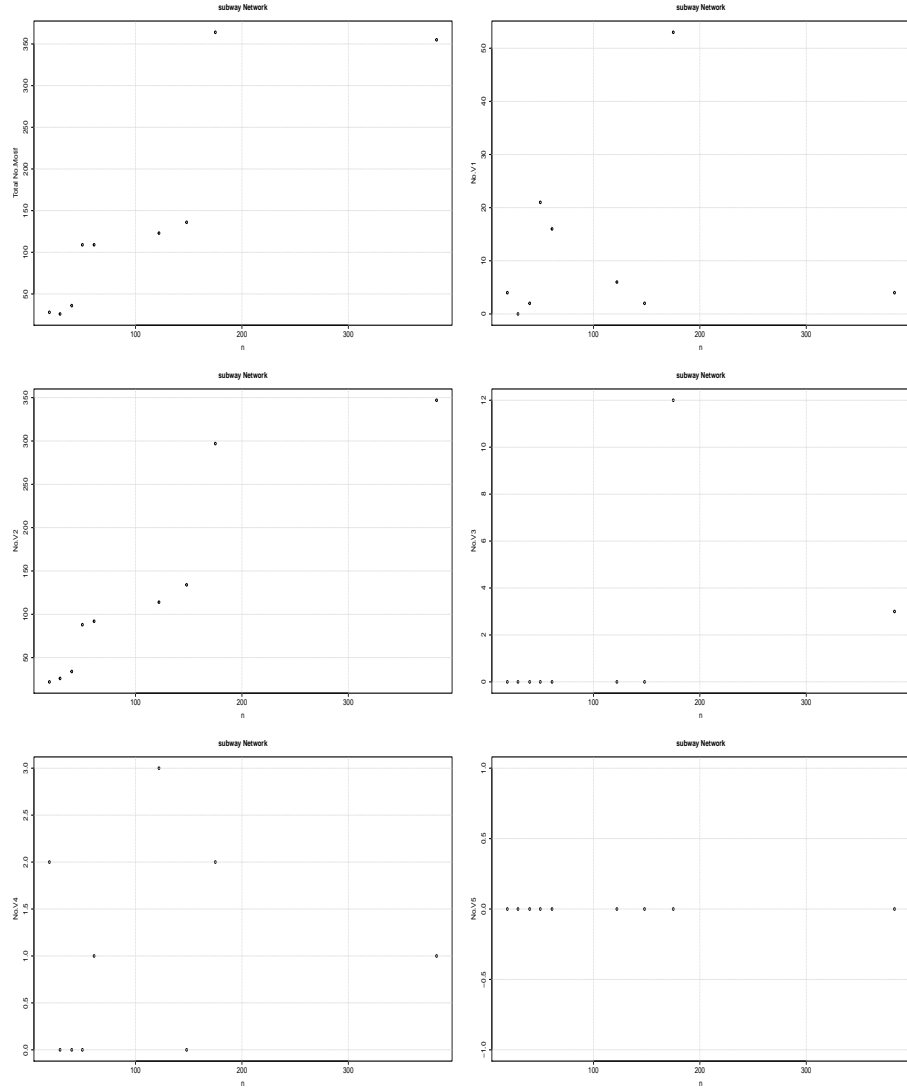 subway Network
Total No.Motif
50 100 150 200 250 300 350
100 200 300
n
subway Network
No.V1
0 10 20 30 40 50
100 200 300
n
subway Network
No.V2
50 100 150 200 250 300 350
100 200 300
n
subway Network
No.V3
0 2 4 6 8 10 12
100 200 300
n
subway Network
No.V4
0.0 0.5 1.0 1.5 2.0 2.5 3.0
100 200 300
n
subway Network
No.V5
−1.0 −0.5 0.0 0.5 1.0
100 200 300
n